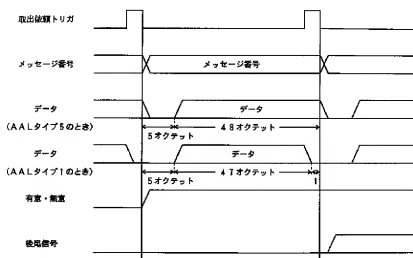 取出依頼トリガ
メッセージ番号
メッセージ番号
データ
データ
(AALタイプ5のとき)
5オクテット
48オクテット
データ
データ
(AALタイプ1のとき)
5オクテット
47オクテット
1
有意・無意
後尾信号